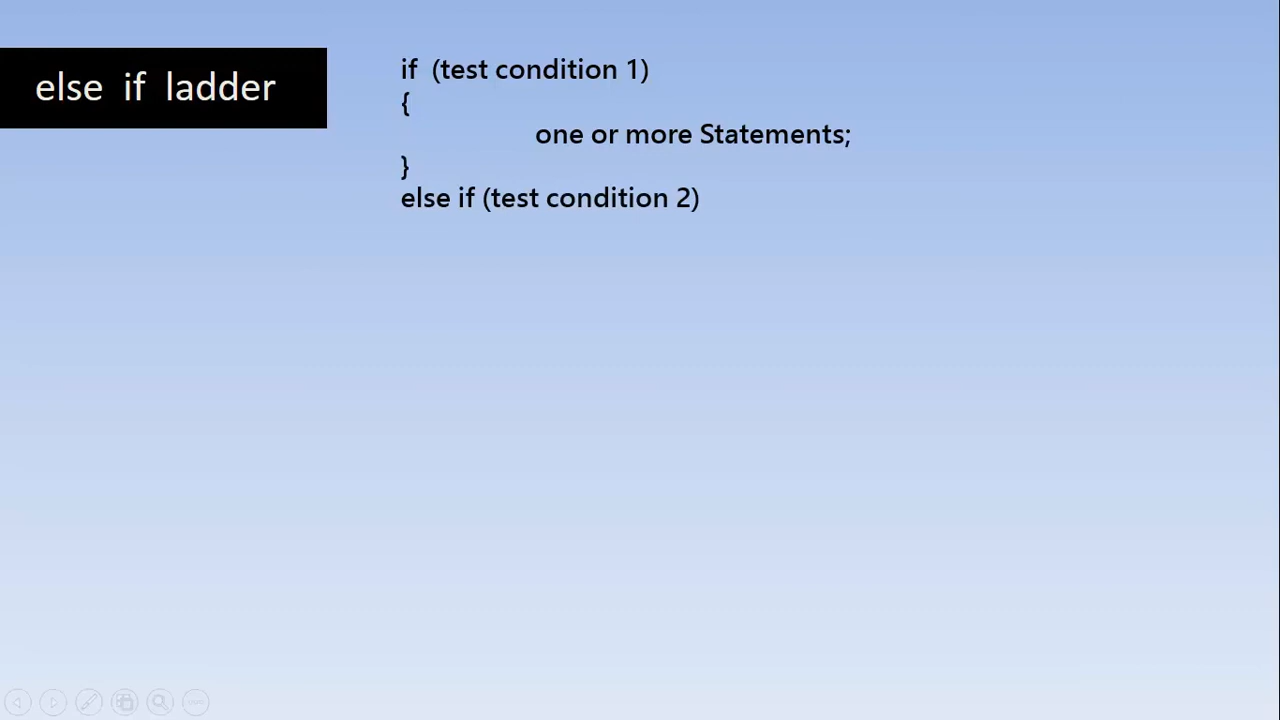 else if ladder
if (test condition 1)
{
one or more Statements;
}
else if (test condition 2)